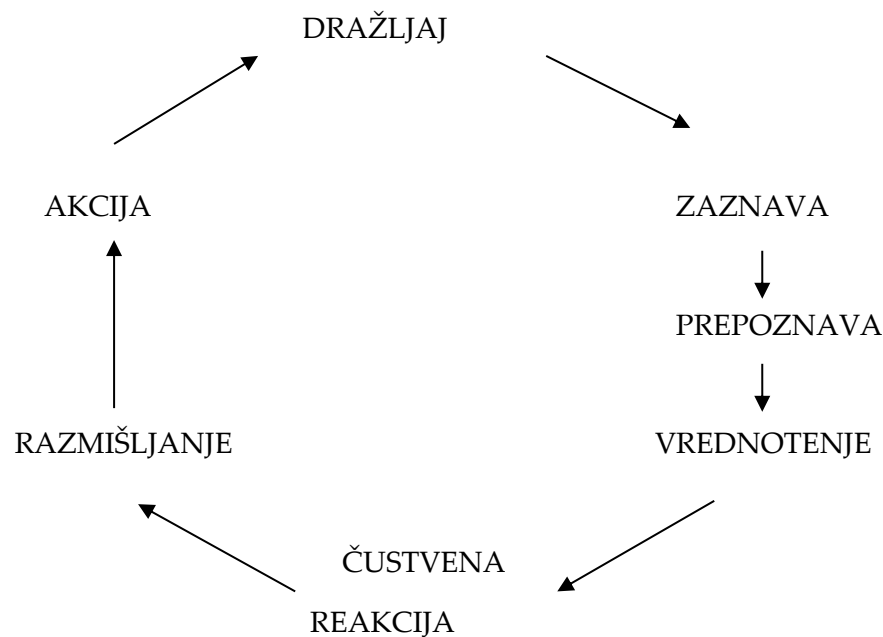 DRAŽLJAJ
AKCIJA
ZAZNAVA
PREPOZNAVA
RAZMIŠLJANJE
VREDNOTENJE
ČUSTVENA
REAKCIJA